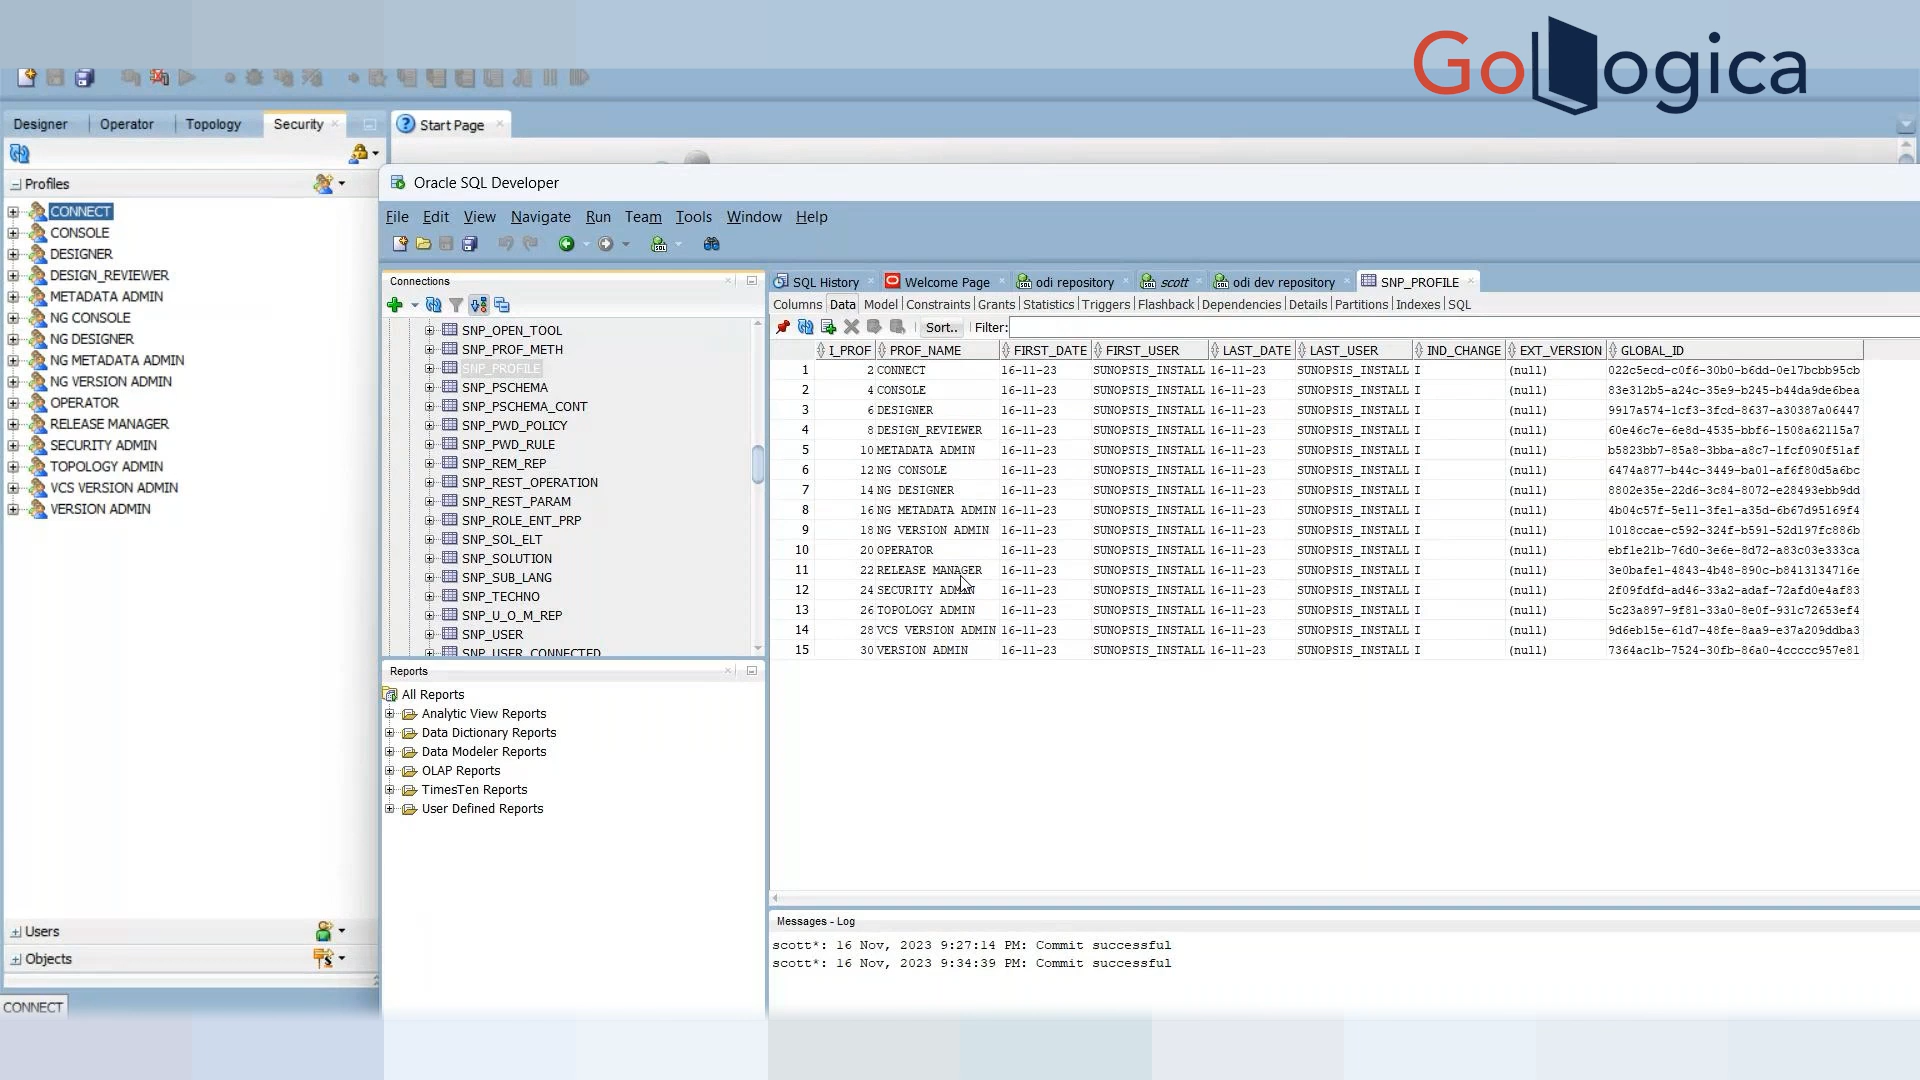 GoLogica
Designer Operator Topology Security
Start Page
Profiles
CONNECT
CONSOLE
DESIGNER
DESIGN_REVIEWER
METADATA ADMIN
NG CONSOLE
NG DESIGNER
NG METADATA ADMIN
NG VERSION ADMIN
OPERATOR
RELEASE MANAGER
SECURITY ADMIN
TOPOLOGY ADMIN
VCS VERSION ADMIN
VERSION ADMIN
Users
Objects
CONNECT
Oracle SQL Developer
File Edit View Navigate Run Team Tools Window Help
Connections
SNP_OPEN_TOOL
SNP_PROF_METH
SNP_PROFILE
SNP_PSCHEMA
SNP_PSCHEMA_CONT
SNP_PWD_POLICY
SNP_PWD_RULE
SNP_REM_REP
SNP_REST_OPERATION
SNP_REST_PARAM
SNP_ROLE_ENT_PRP
SNP_SOL_ELT
SNP_SOLUTION
SNP_SUB_LANG
SNP_TECHNO
SNP_U_O_M_REP
SNP_USER
SNP_USER_CONNECTED
Reports
All Reports
Analytic View Reports
Data Dictionary Reports
Data Modeler Reports
OLAP Reports
TimesTen Reports
User Defined Reports
SQL History Welcome Page odi repository scott odi dev repository SNP_PROFILE
Columns Data Model Constraints Grants Statistics Triggers Flashback Dependencies Details Partitions Indexes SQL
Sort.. Filter:
I_PROF PROF_NAME FIRST_DATE FIRST_USER LAST_DATE LAST_USER IND_CHANGE EXT_VERSION GLOBAL_ID
1 2 CONNECT 16-11-23 SUNOPSIS_INSTALL 16-11-23 SUNOPSIS_INSTALL I (null) 022c5ecd-c0f6-30b0-b6dd-0e17bcbb95cb
2 4 CONSOLE 16-11-23 SUNOPSIS_INSTALL 16-11-23 SUNOPSIS_INSTALL I (null) 83e312b5-a24c-35e9-b245-b44da9de6bea
3 6 DESIGNER 16-11-23 SUNOPSIS_INSTALL 16-11-23 SUNOPSIS_INSTALL I (null) 9917a574-1cf3-3fcd-8637-a30387a06447
4 8 DESIGN_REVIEWER 16-11-23 SUNOPSIS_INSTALL 16-11-23 SUNOPSIS_INSTALL I (null) 60e46c7e-6e8d-4535-bbf6-1508a62115a7
5 10 METADATA ADMIN 16-11-23 SUNOPSIS_INSTALL 16-11-23 SUNOPSIS_INSTALL I (null) b5823bb7-85a8-3bba-a8c7-1fcf090f51af
6 12 NG CONSOLE 16-11-23 SUNOPSIS_INSTALL 16-11-23 SUNOPSIS_INSTALL I (null) 6474a877-b44c-3449-ba01-af6f80d5a6bc
7 14 NG DESIGNER 16-11-23 SUNOPSIS_INSTALL 16-11-23 SUNOPSIS_INSTALL I (null) 8802e35e-22d6-3c84-8072-e28493ebb9dd
8 16 NG METADATA ADMIN 16-11-23 SUNOPSIS_INSTALL 16-11-23 SUNOPSIS_INSTALL I (null) 4b04c57f-5e11-3fe1-a35d-6b67d95169f4
9 18 NG VERSION ADMIN 16-11-23 SUNOPSIS_INSTALL 16-11-23 SUNOPSIS_INSTALL I (null) 1018ccae-c592-324f-b591-52d197fc886b
10 20 OPERATOR 16-11-23 SUNOPSIS_INSTALL 16-11-23 SUNOPSIS_INSTALL I (null) ebf1e21b-76d0-3e6e-8d72-a83c03e333ca
11 22 RELEASE MANAGER 16-11-23 SUNOPSIS_INSTALL 16-11-23 SUNOPSIS_INSTALL I (null) 3e0bafe1-4843-4b48-890c-b8413134716e
12 24 SECURITY ADMIN 16-11-23 SUNOPSIS_INSTALL 16-11-23 SUNOPSIS_INSTALL I (null) 2f09fdfd-ad46-33a2-adaf-72afd0e4af83
13 26 TOPOLOGY ADMIN 16-11-23 SUNOPSIS_INSTALL 16-11-23 SUNOPSIS_INSTALL I (null) 5c23a897-9f81-33a0-8e0f-931c72653ef4
14 28 VCS VERSION ADMIN 16-11-23 SUNOPSIS_INSTALL 16-11-23 SUNOPSIS_INSTALL I (null) 9d6eb15e-61d7-48fe-8aa9-e37a209ddba3
15 30 VERSION ADMIN 16-11-23 SUNOPSIS_INSTALL 16-11-23 SUNOPSIS_INSTALL I (null) 7364ac1b-7524-30fb-86a0-4ccccc957e81
Messages - Log
scott*: 16 Nov, 2023 9:27:14 PM: Commit successful
scott*: 16 Nov, 2023 9:34:39 PM: Commit successful